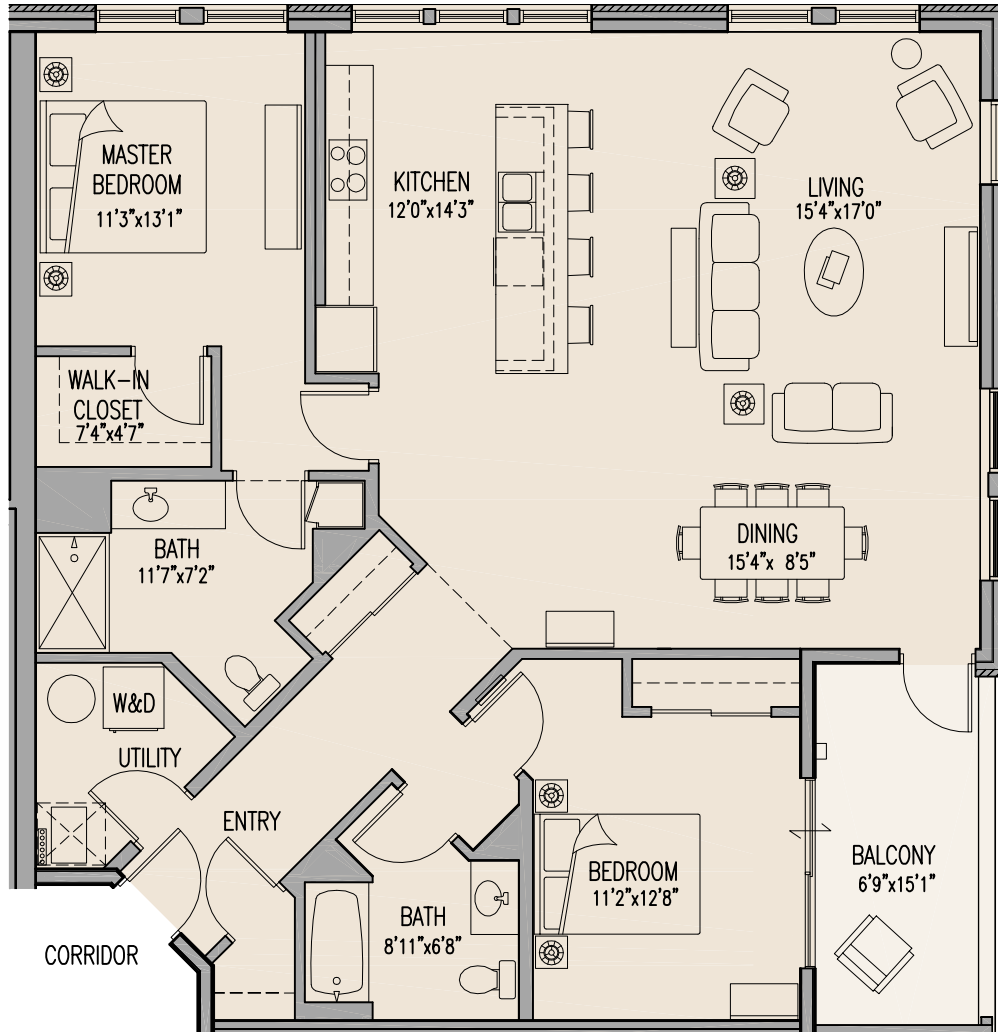 MASTER
BEDROOM
11'3"x13'1"
KITCHEN
12'0"x14'3"
LIVING
15'4"x17'0"
WALK-IN
CLOSET
7'4"x4'7"
BATH
11'7"x7'2"
DINING
15'4"x 8'5"
W&D
UTILITY
ENTRY
BEDROOM
11'2"x12'8"
BALCONY
6'9"x15'1"
BATH
8'11"x6'8"
CORRIDOR